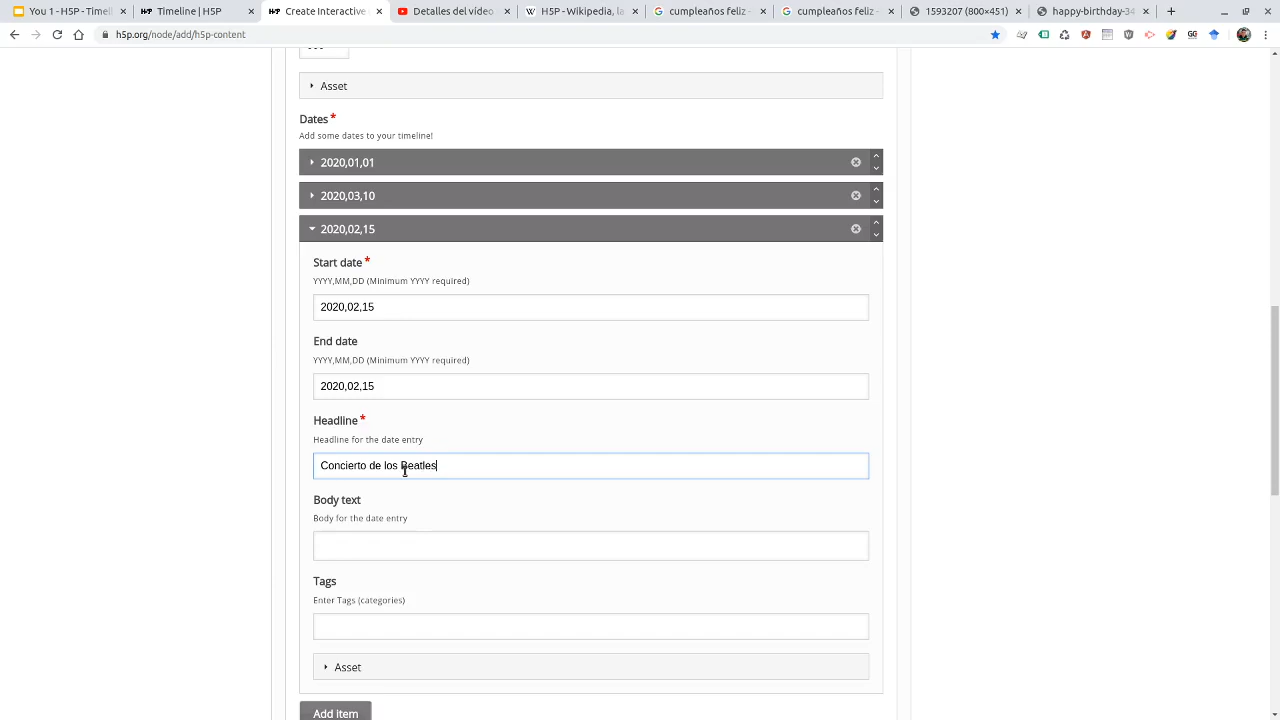 You 1 - H5P - Timeli
Timeline | H5P
Create Interactive
Detalles del vídeo
H5P - Wikipedia, la
cumpleaños feliz -
cumpleaños feliz -
1593207 (800×451)
happy-birthday-34
h5p.org/node/add/h5p-content
Asset
Dates *
Add some dates to your timeline!
2020,01,01
2020,03,10
2020,02,15
Start date *
YYYY,MM,DD (Minimum YYYY required)
2020,02,15
End date
YYYY,MM,DD (Minimum YYYY required)
2020,02,15
Headline *
Headline for the date entry
Concierto de los Beatles
Body text
Body for the date entry
Tags
Enter Tags (categories)
Asset
Add item